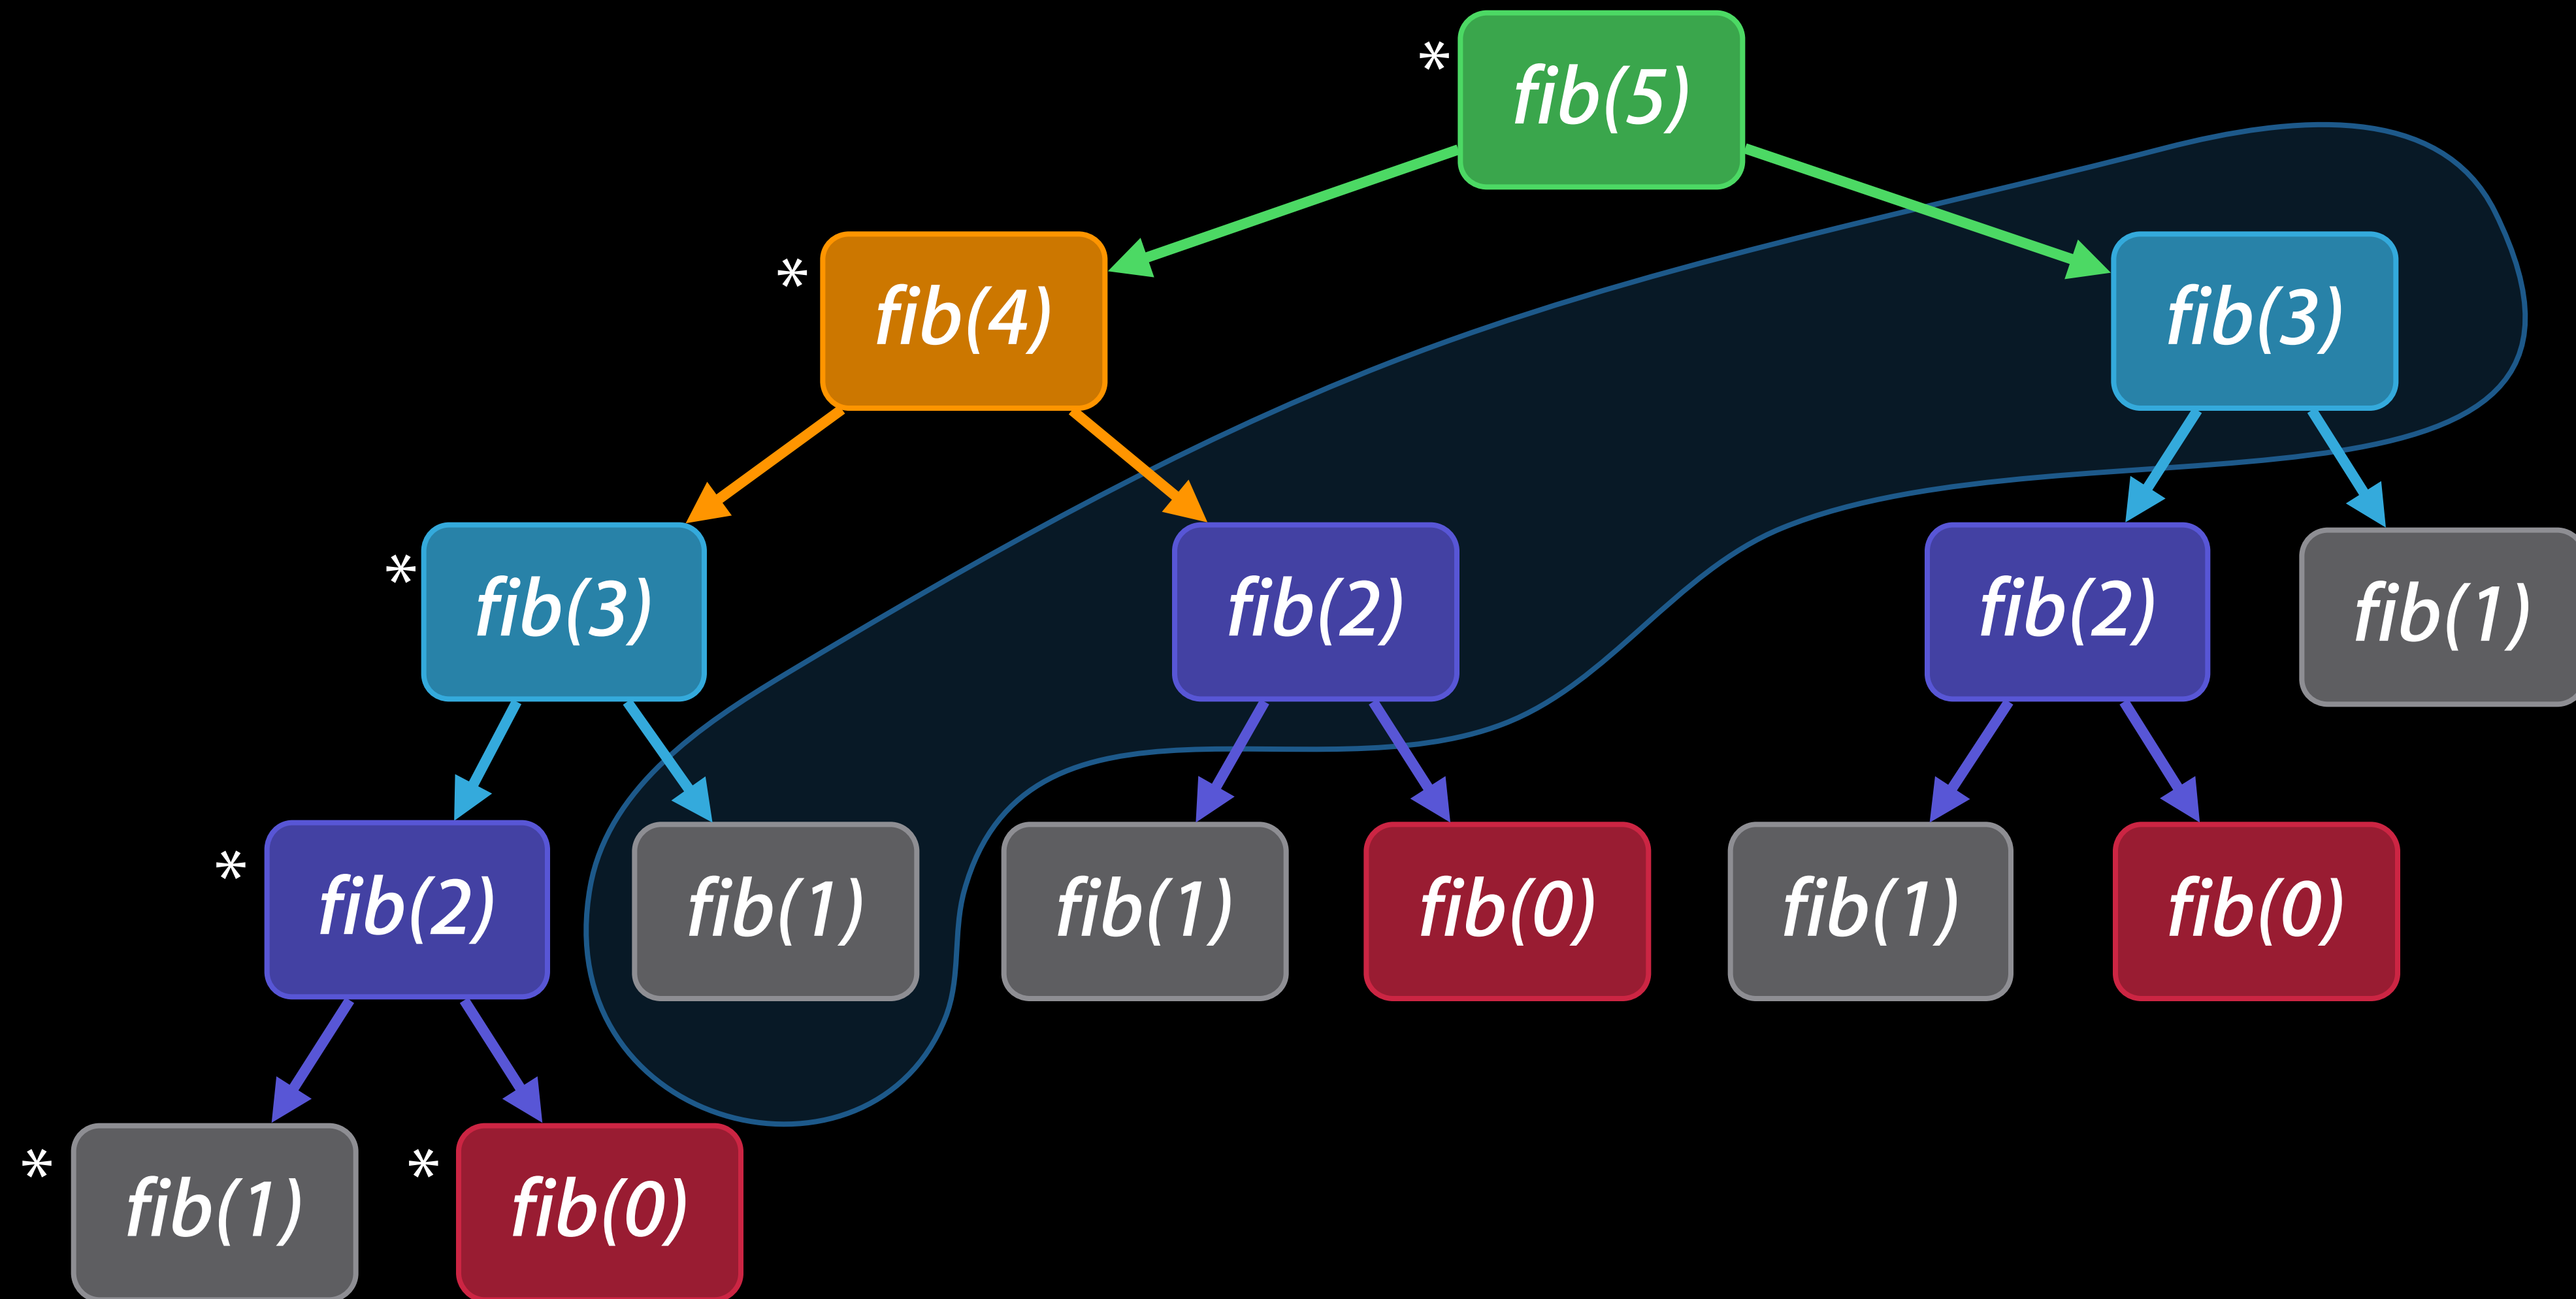 * fib(5)
* fib(4)
fib(3)
* fib(3)
fib(2)
fib(2)
fib(1)
* fib(2)
fib(1)
fib(1)
fib(0)
fib(1)
fib(0)
* fib(1)
* fib(0)